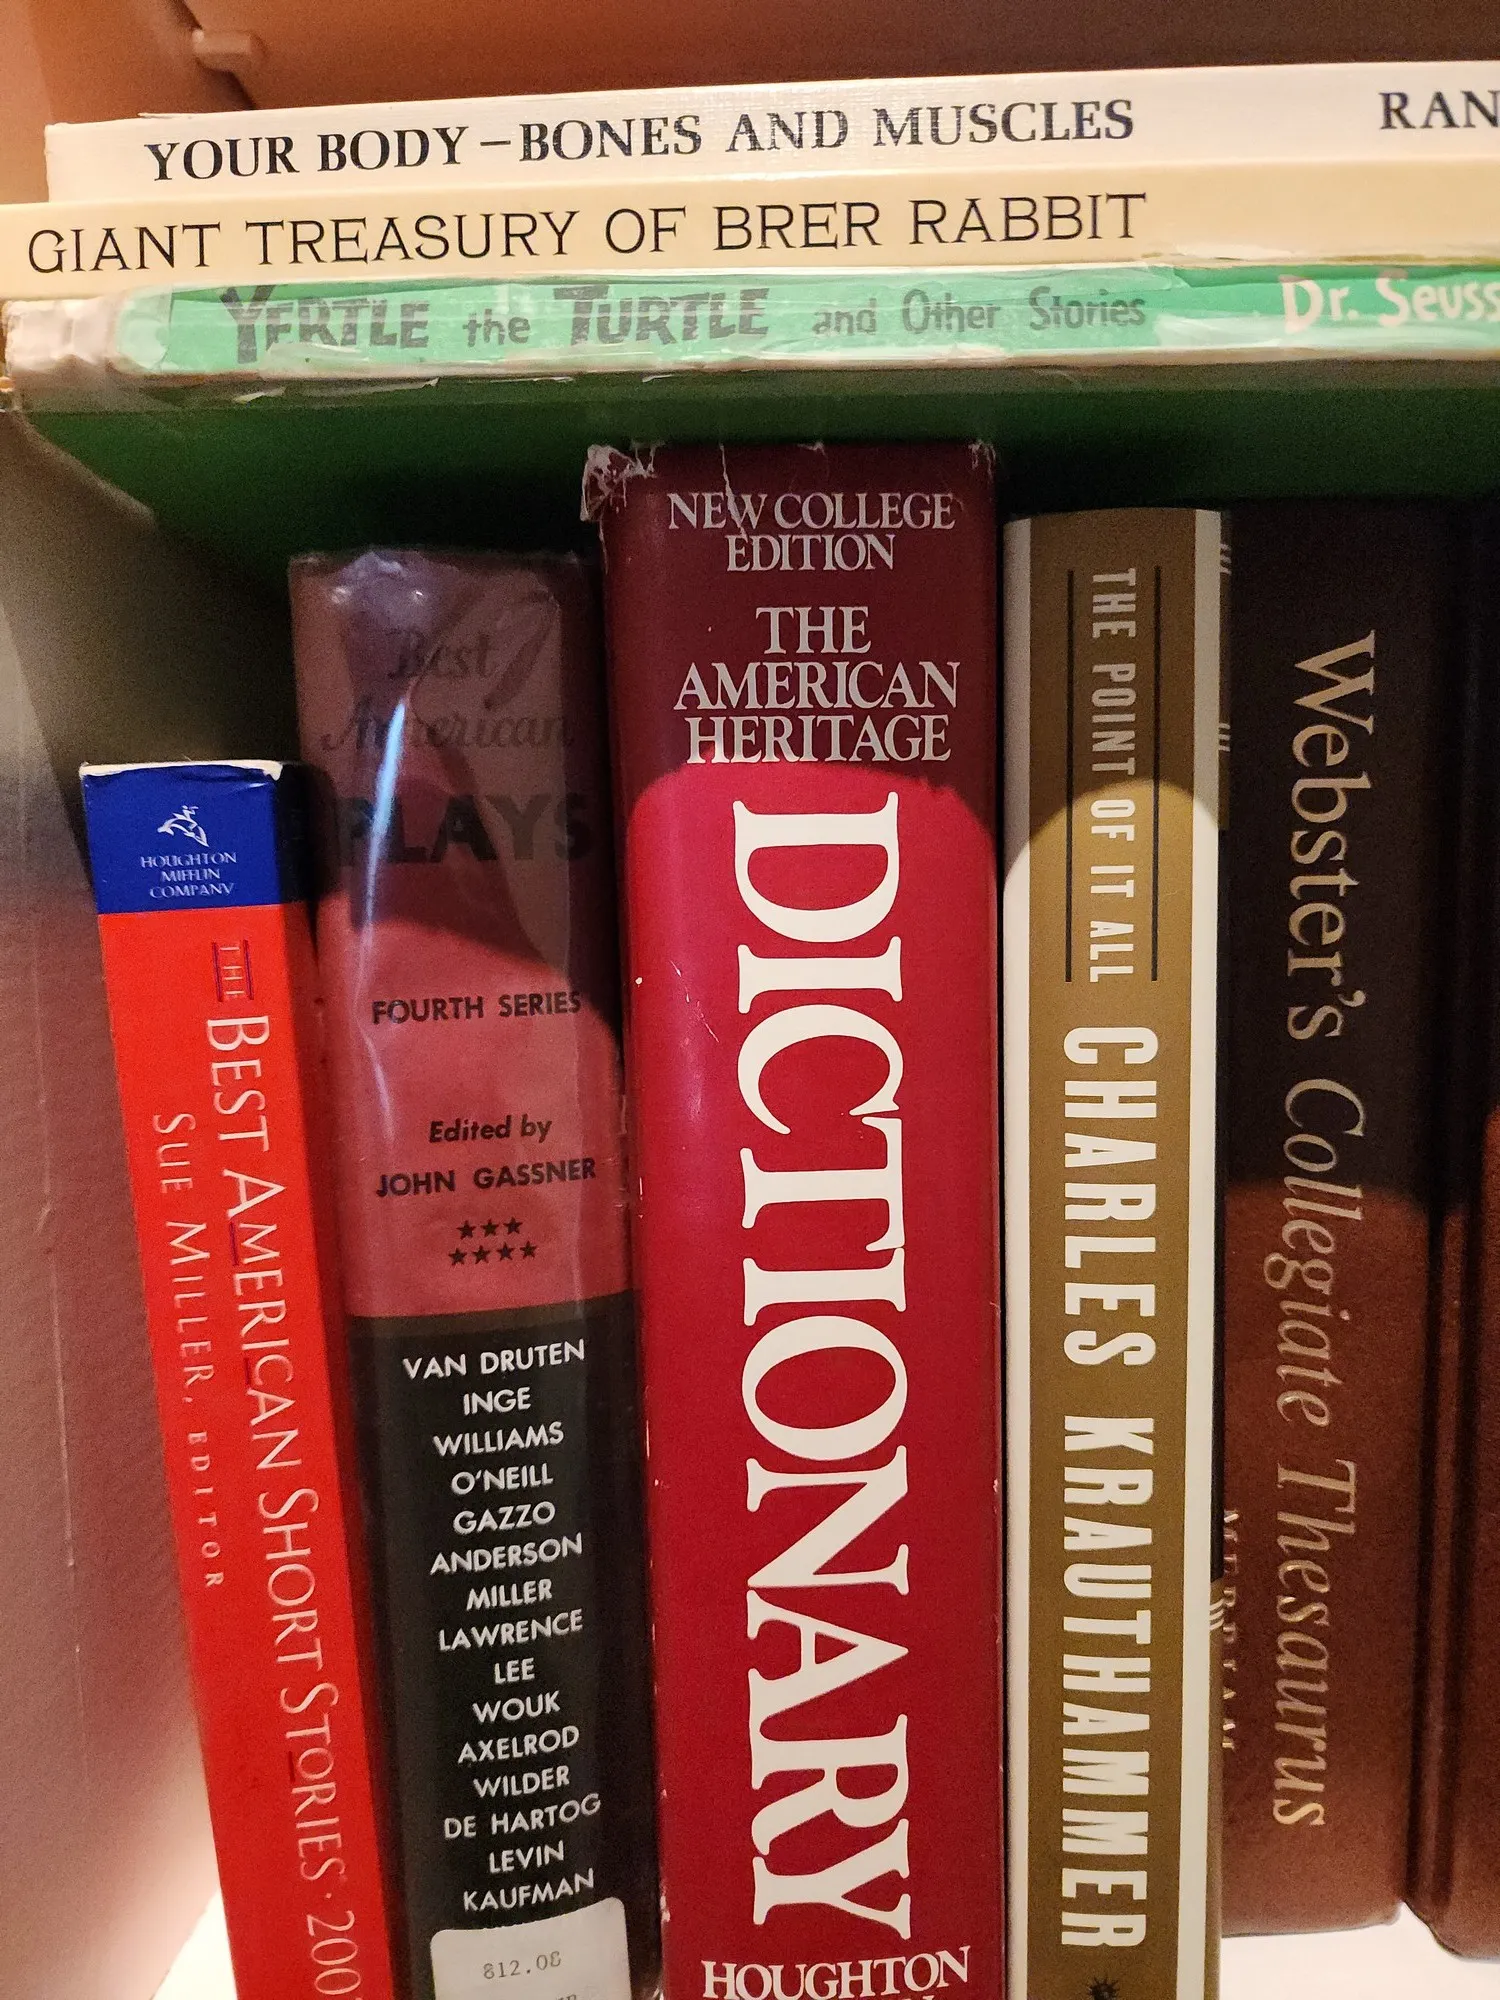 YOUR BODY – BONES AND MUSCLES RAN
GIANT TREASURY OF BRER RABBIT
YERTLE the TURTLE and Other Stories Dr. Seuss
HOUGHTON
MIFFLIN
COMPANY
THE BEST AMERICAN SHORT STORIES · 200
SUE MILLER, EDITOR
Best
American
PLAYS
FOURTH SERIES
Edited by
JOHN GASSNER
VAN DRUTEN
INGE
WILLIAMS
O'NEILL
GAZZO
ANDERSON
MILLER
LAWRENCE
LEE
WOUK
AXELROD
WILDER
DE HARTOG
LEVIN
KAUFMAN
812.08
NEW COLLEGE
EDITION
THE
AMERICAN
HERITAGE
DICTIONARY
HOUGHTON
THE POINT OF IT ALL CHARLES KRAUTHAMMER
Webster's Collegiate Thesaurus